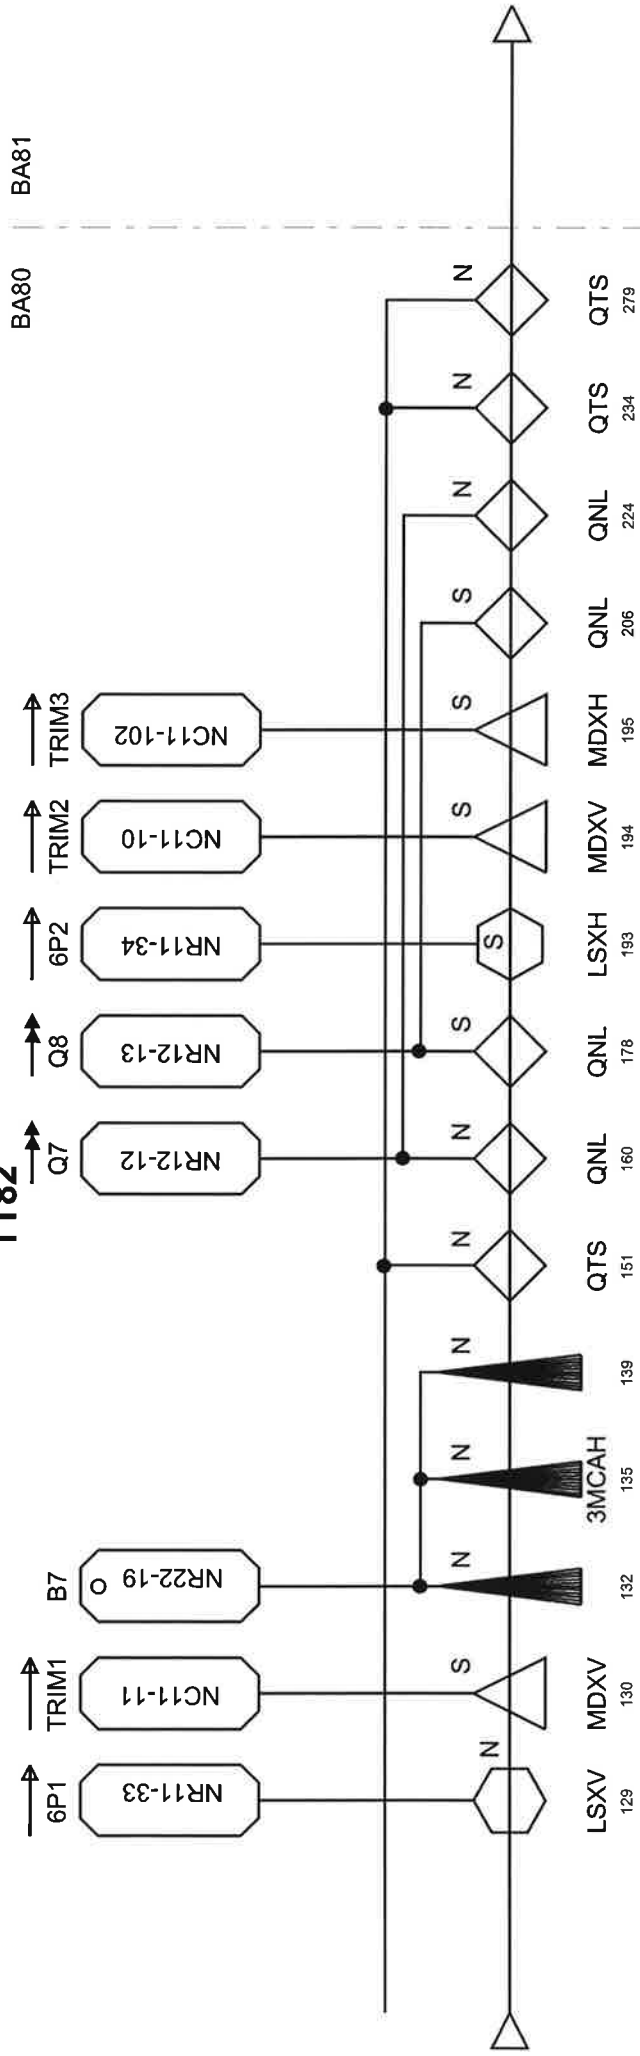 1182
BA80
BA81
6P1
TRIM1
B7
Q7
Q8
6P2
TRIM2
TRIM3
NR11-33
NC11-11
NR22-19
NR12-12
NR12-13
NR11-34
NC11-10
NC11-102
N
S
N
N
N
N
N
S
S
S
S
S
N
N
N
LSXV
MDXV
3MCAH
QTS
QNL
QNL
LSXH
MDXV
MDXH
QNL
QNL
QTS
QTS
129
130
132
135
139
151
160
178
193
194
195
206
224
234
279